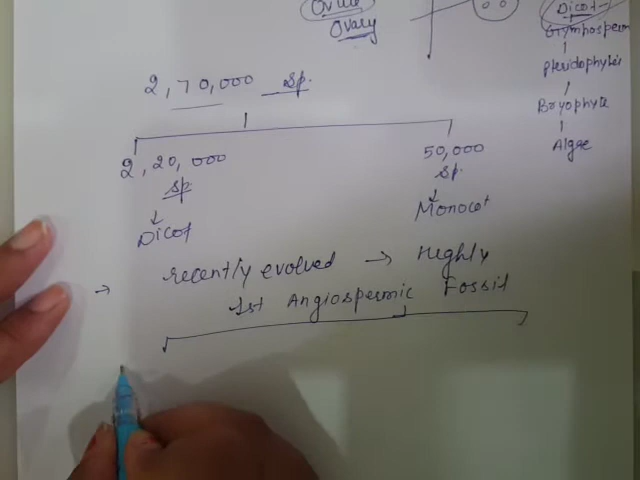 Ovule
Ovary
Dicot
Gymnosperm
Pteridophytes
Bryophyte
Algae
2,70,000 sp.
2,20,000
sp.
Dicot
50,000
sp.
Monocot
→ recently evolved → Highly
1st Angiospermic Fossil